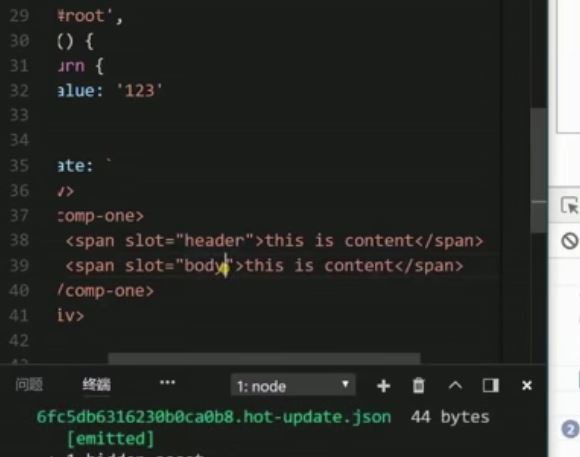 29 #root',
30 () {
31 urn {
32 alue: '123'
33
34
35 ate: `
36 v>
37 comp-one>
38 <span slot="header">this is content</span>
39 <span slot="body">this is content</span>
40 /comp-one>
41 iv>
42
问题 终端 ··· 1: node
6fc5db6316230b0ca0b8.hot-update.json 44 bytes
[emitted]
2